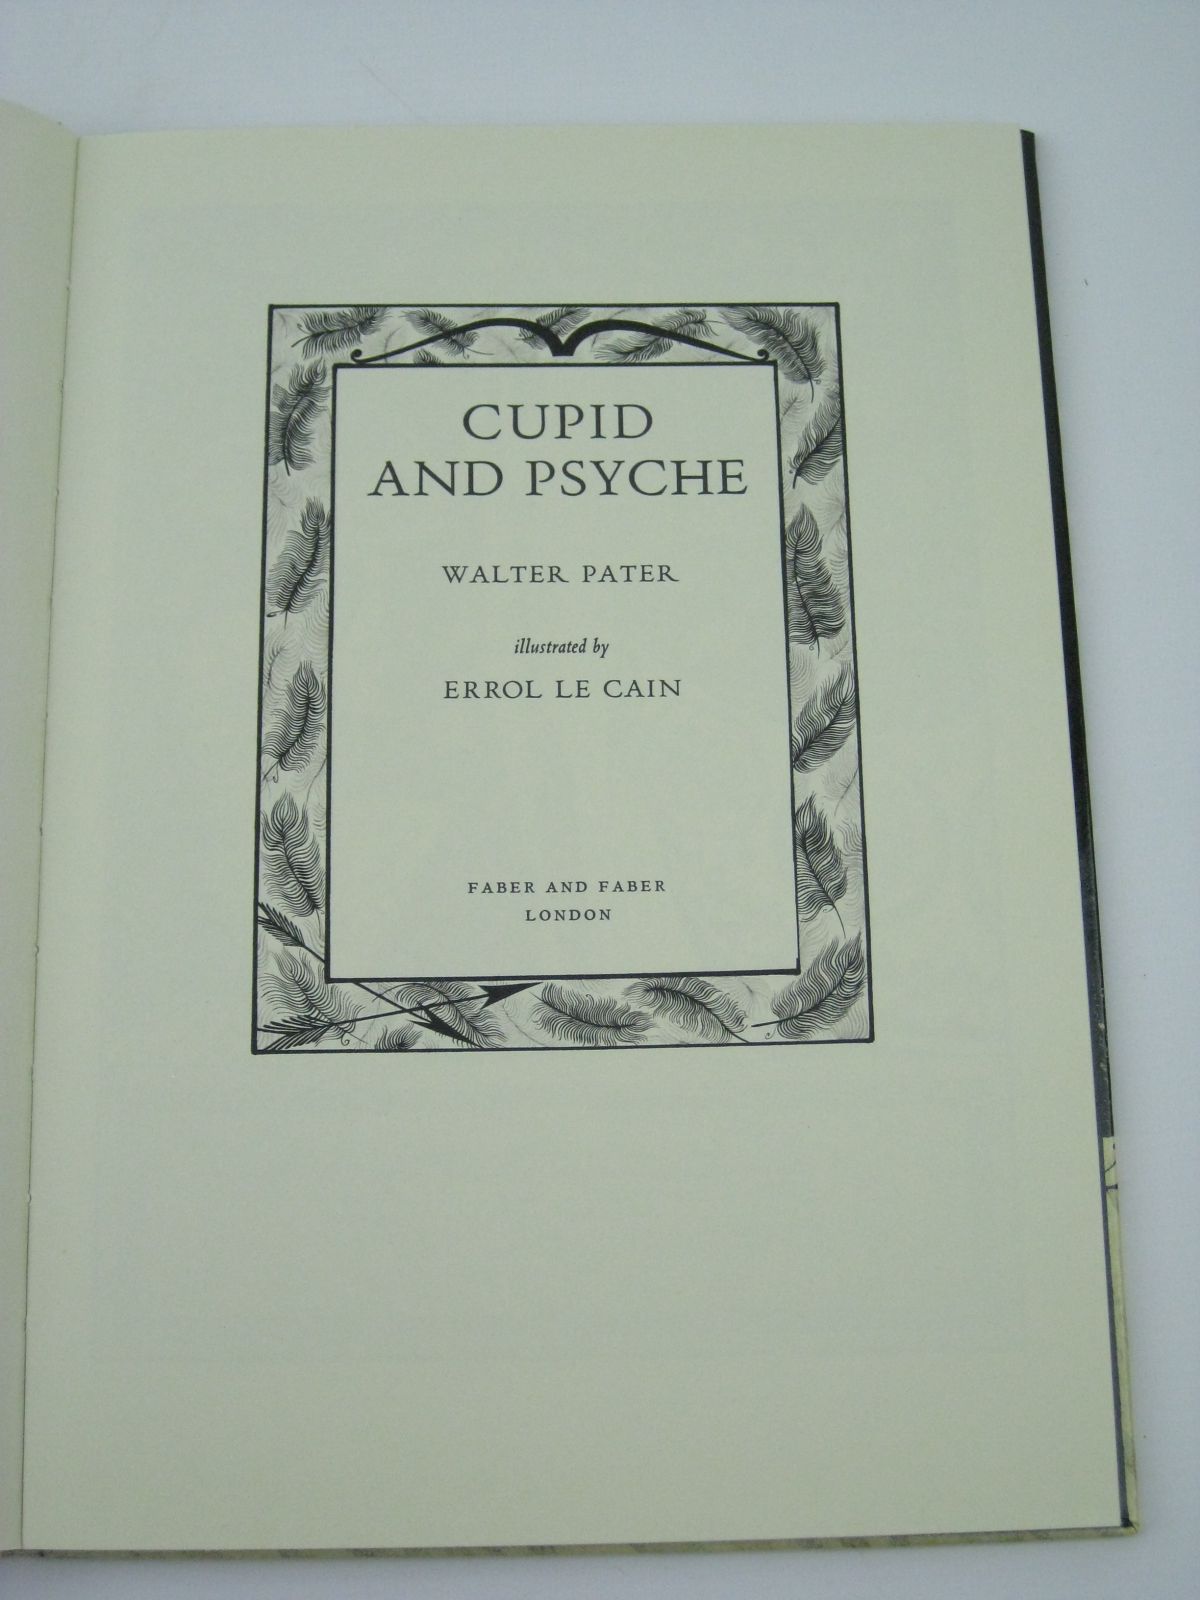 CUPID
AND PSYCHE
WALTER PATER
illustrated by
ERROL LE CAIN
FABER AND FABER
LONDON